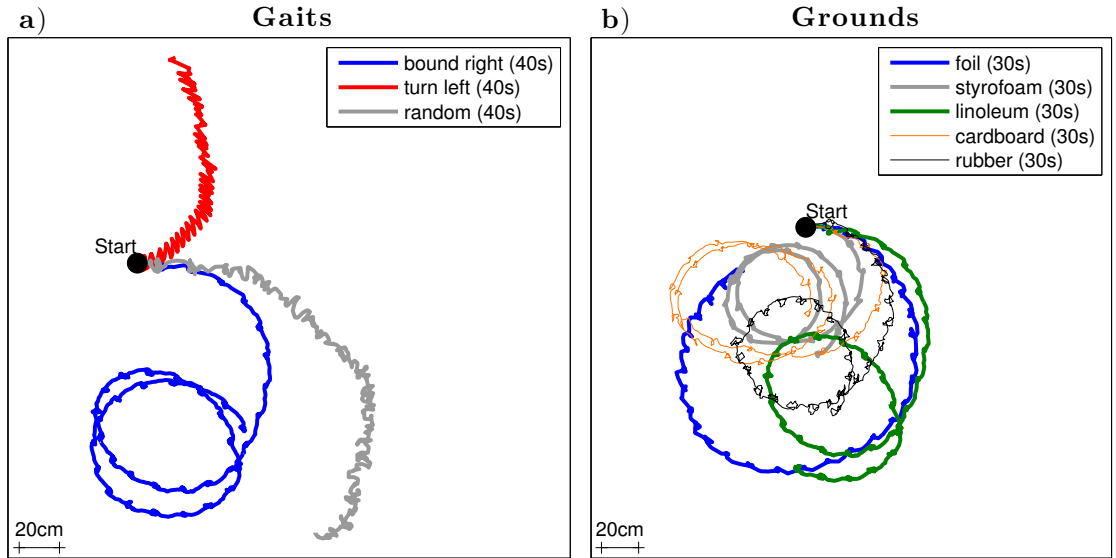 a) Gaits
bound right (40s)
turn left (40s)
random (40s)
Start
20cm
b) Grounds
foil (30s)
styrofoam (30s)
linoleum (30s)
cardboard (30s)
rubber (30s)
Start
20cm